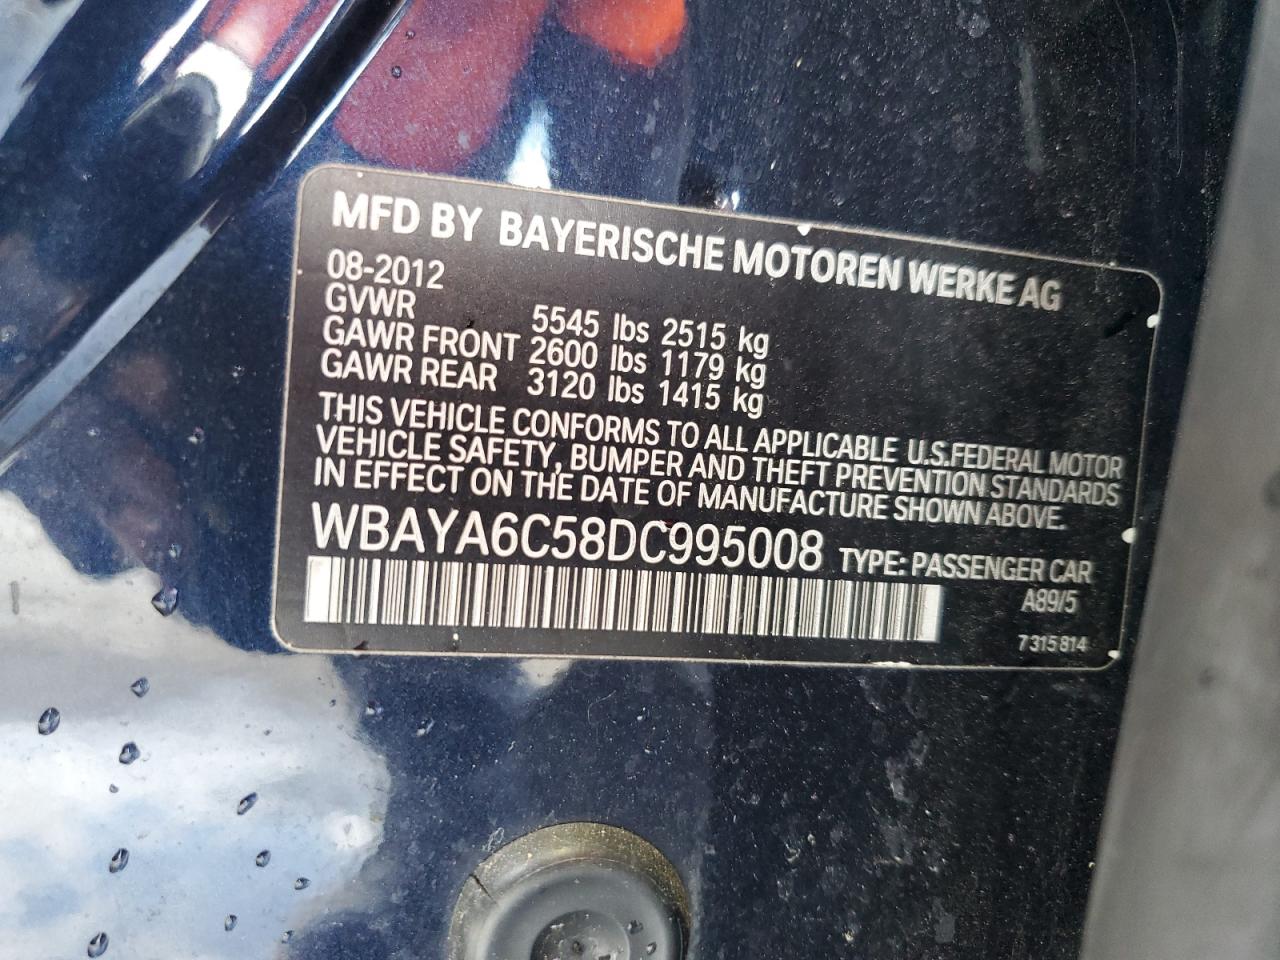 MFD BY BAYERISCHE MOTOREN WERKE AG
08-2012
GVWR 5545 lbs 2515 kg
GAWR FRONT 2600 lbs 1179 kg
GAWR REAR 3120 lbs 1415 kg
THIS VEHICLE CONFORMS TO ALL APPLICABLE U.S.FEDERAL MOTOR
VEHICLE SAFETY, BUMPER AND THEFT PREVENTION STANDARDS
IN EFFECT ON THE DATE OF MANUFACTURE SHOWN ABOVE.
WBAYA6C58DC995008 TYPE: PASSENGER CAR
A89/5
7315814